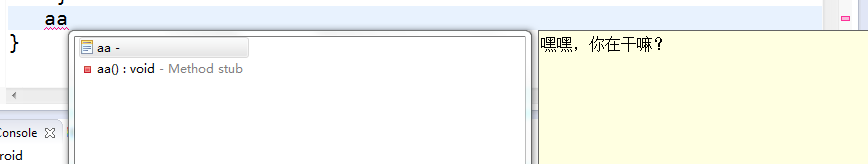 aa
}
aa -
aa() : void - Method stub
嘿嘿，你在干嘛？
Console
roid